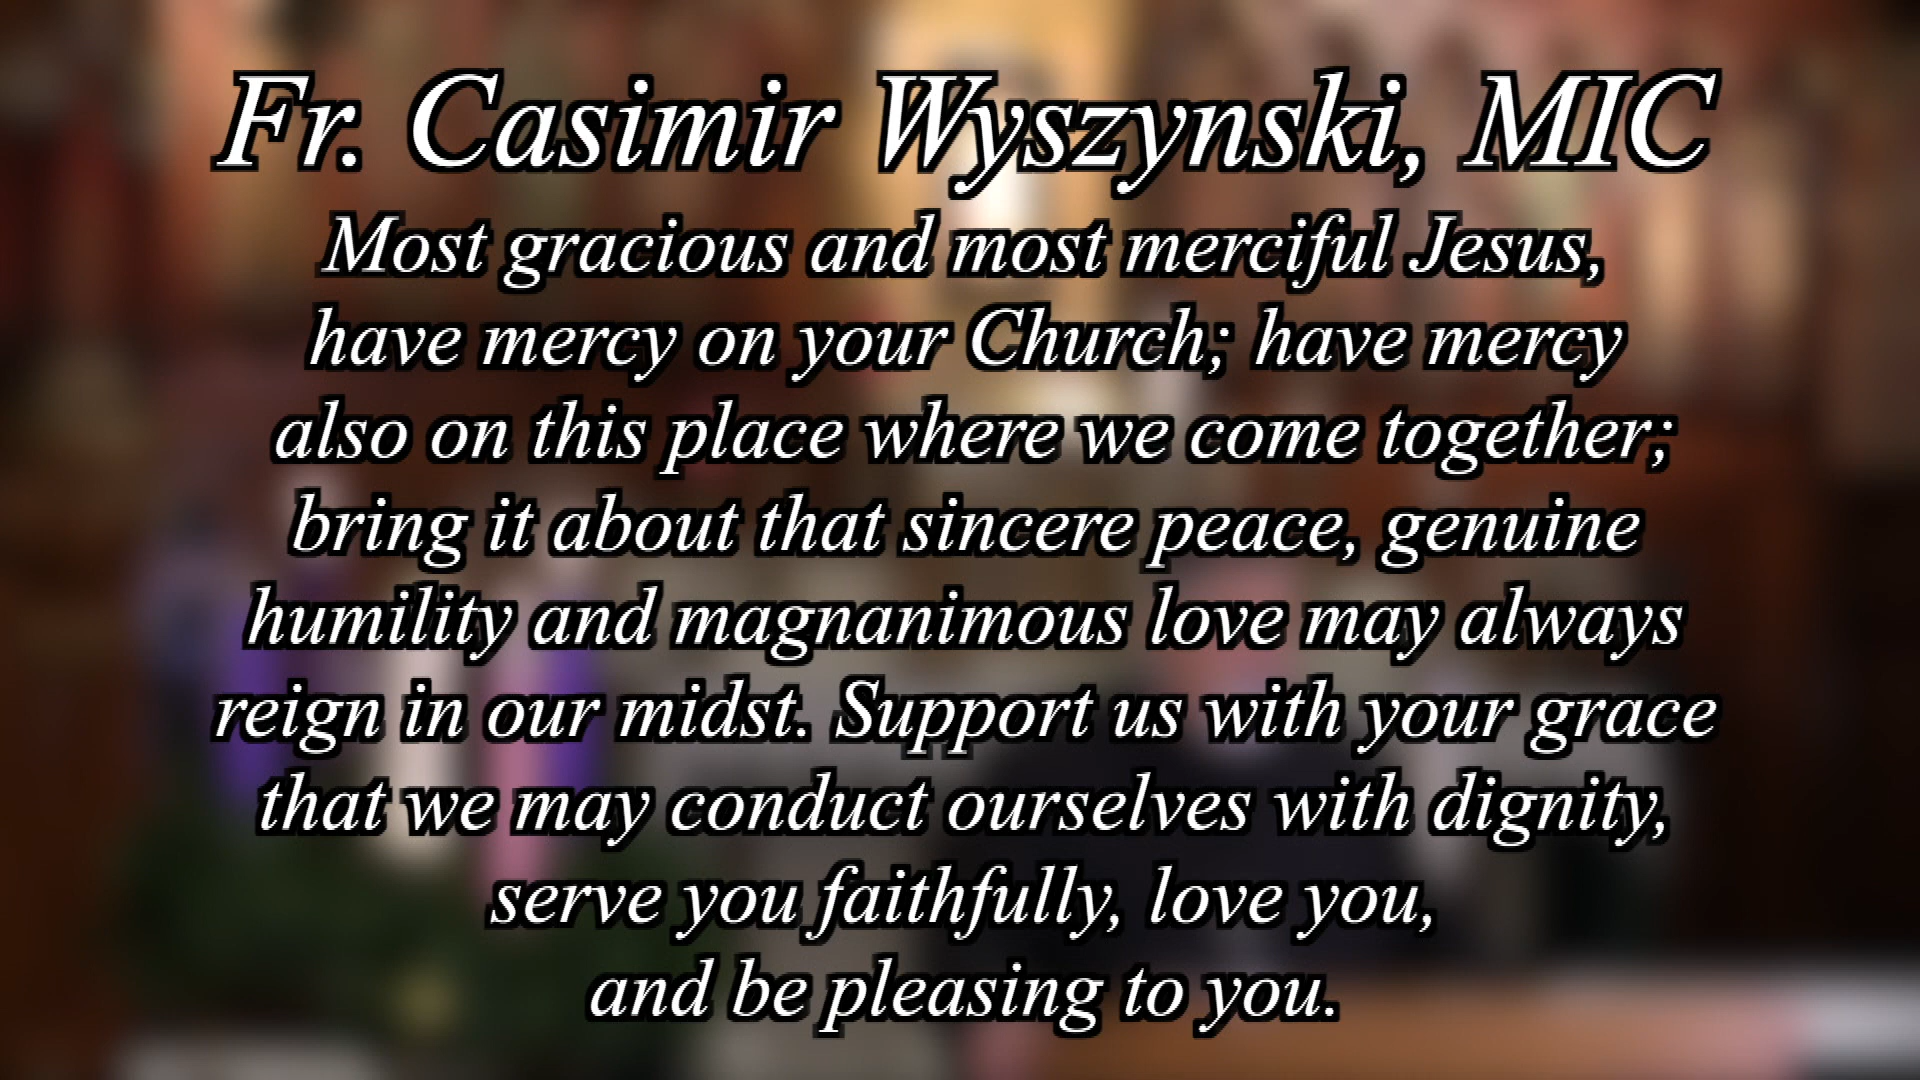 Fr. Casimir Wyszynski, MIC
Most gracious and most merciful Jesus,
have mercy on your Church; have mercy
also on this place where we come together;
bring it about that sincere peace, genuine
humility and magnanimous love may always
reign in our midst. Support us with your grace
that we may conduct ourselves with dignity,
serve you faithfully, love you,
and be pleasing to you.